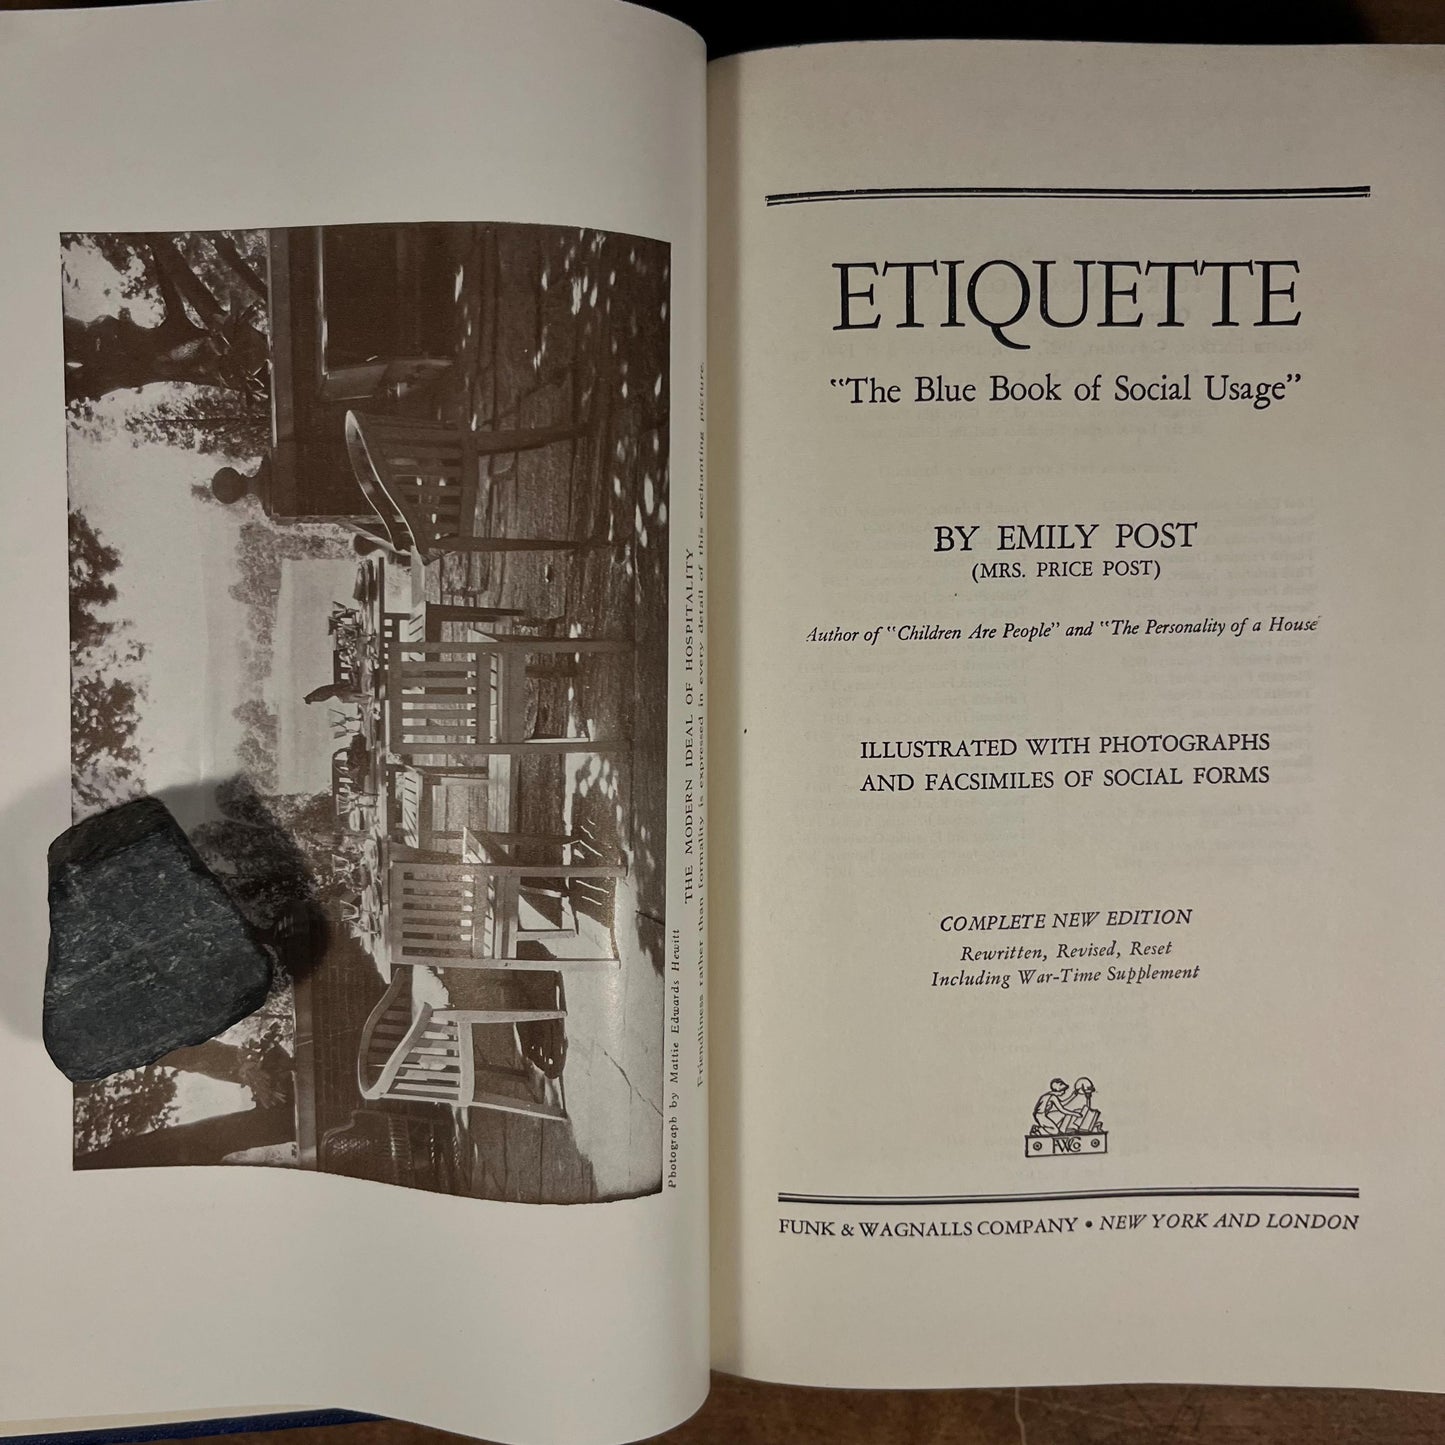 Photograph by Mattie Edwards Hewitt
THE MODERN IDEAL OF HOSPITALITY
Friendliness rather than formality is expressed in every detail of this enchanting picture.
ETIQUETTE
"The Blue Book of Social Usage"
BY EMILY POST
(MRS. PRICE POST)
Author of "Children Are People" and "The Personality of a House"
ILLUSTRATED WITH PHOTOGRAPHS
AND FACSIMILES OF SOCIAL FORMS
COMPLETE NEW EDITION
Rewritten, Revised, Reset
Including War-Time Supplement
FWCo
FUNK & WAGNALLS COMPANY • NEW YORK AND LONDON